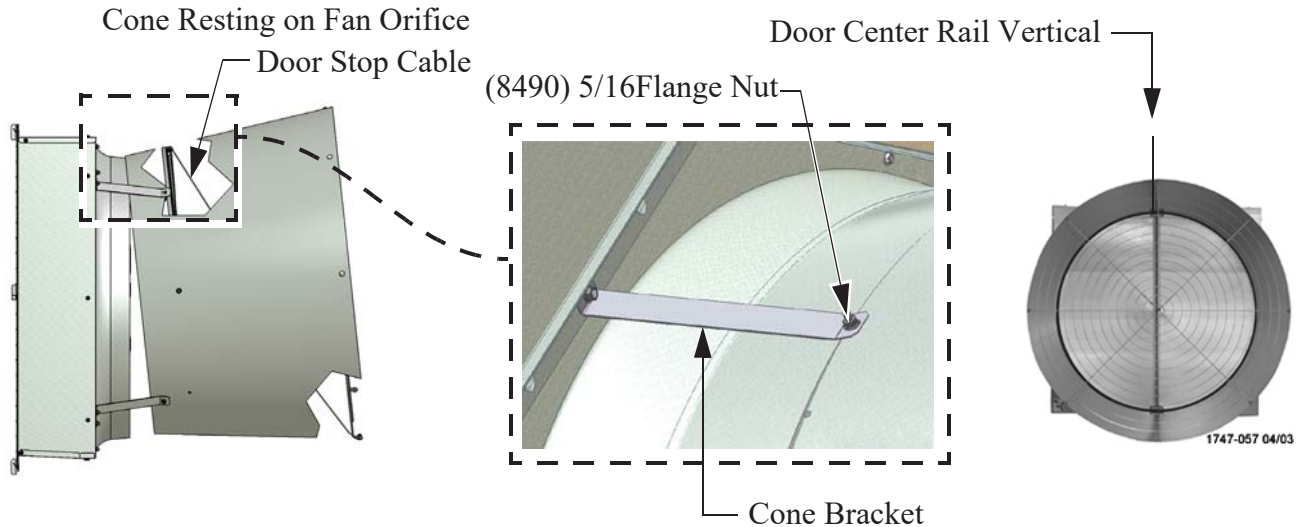 Cone Resting on Fan Orifice
Door Stop Cable
(8490) 5/16Flange Nut
Door Center Rail Vertical
1747-057 04/03
Cone Bracket